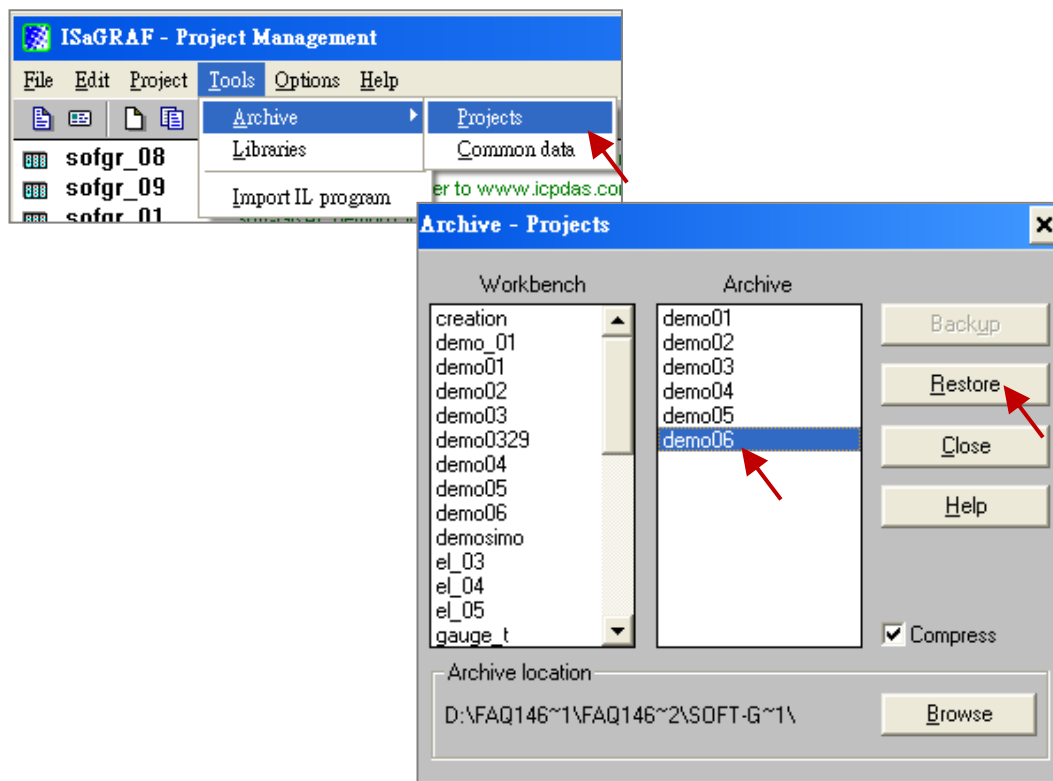 ISaGRAF - Project Management
File Edit Project Tools Options Help
Archive Projects
Libraries Common data
Import IL program
sofgr_08
sofgr_09
sofgr_01
er to www.icpdas.co
Archive - Projects
Workbench Archive
creation
demo_01
demo01
demo02
demo03
demo0329
demo04
demo05
demo06
demosimo
el_03
el_04
el_05
gauge_t
demo01
demo02
demo03
demo04
demo05
demo06
Backup
Restore
Close
Help
Compress
Archive location
D:\FAQ146~1\FAQ146~2\SOFT-G~1\
Browse